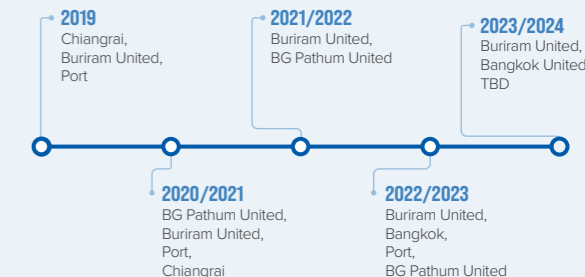 2019
Chiangrai,
Buriram United,
Port
2021/2022
Buriram United,
BG Pathum United
2023/2024
Buriram United,
Bangkok United
TBD
2020/2021
BG Pathum United,
Buriram United,
Port,
Chiangrai
2022/2023
Buriram United,
Bangkok,
Port,
BG Pathum United